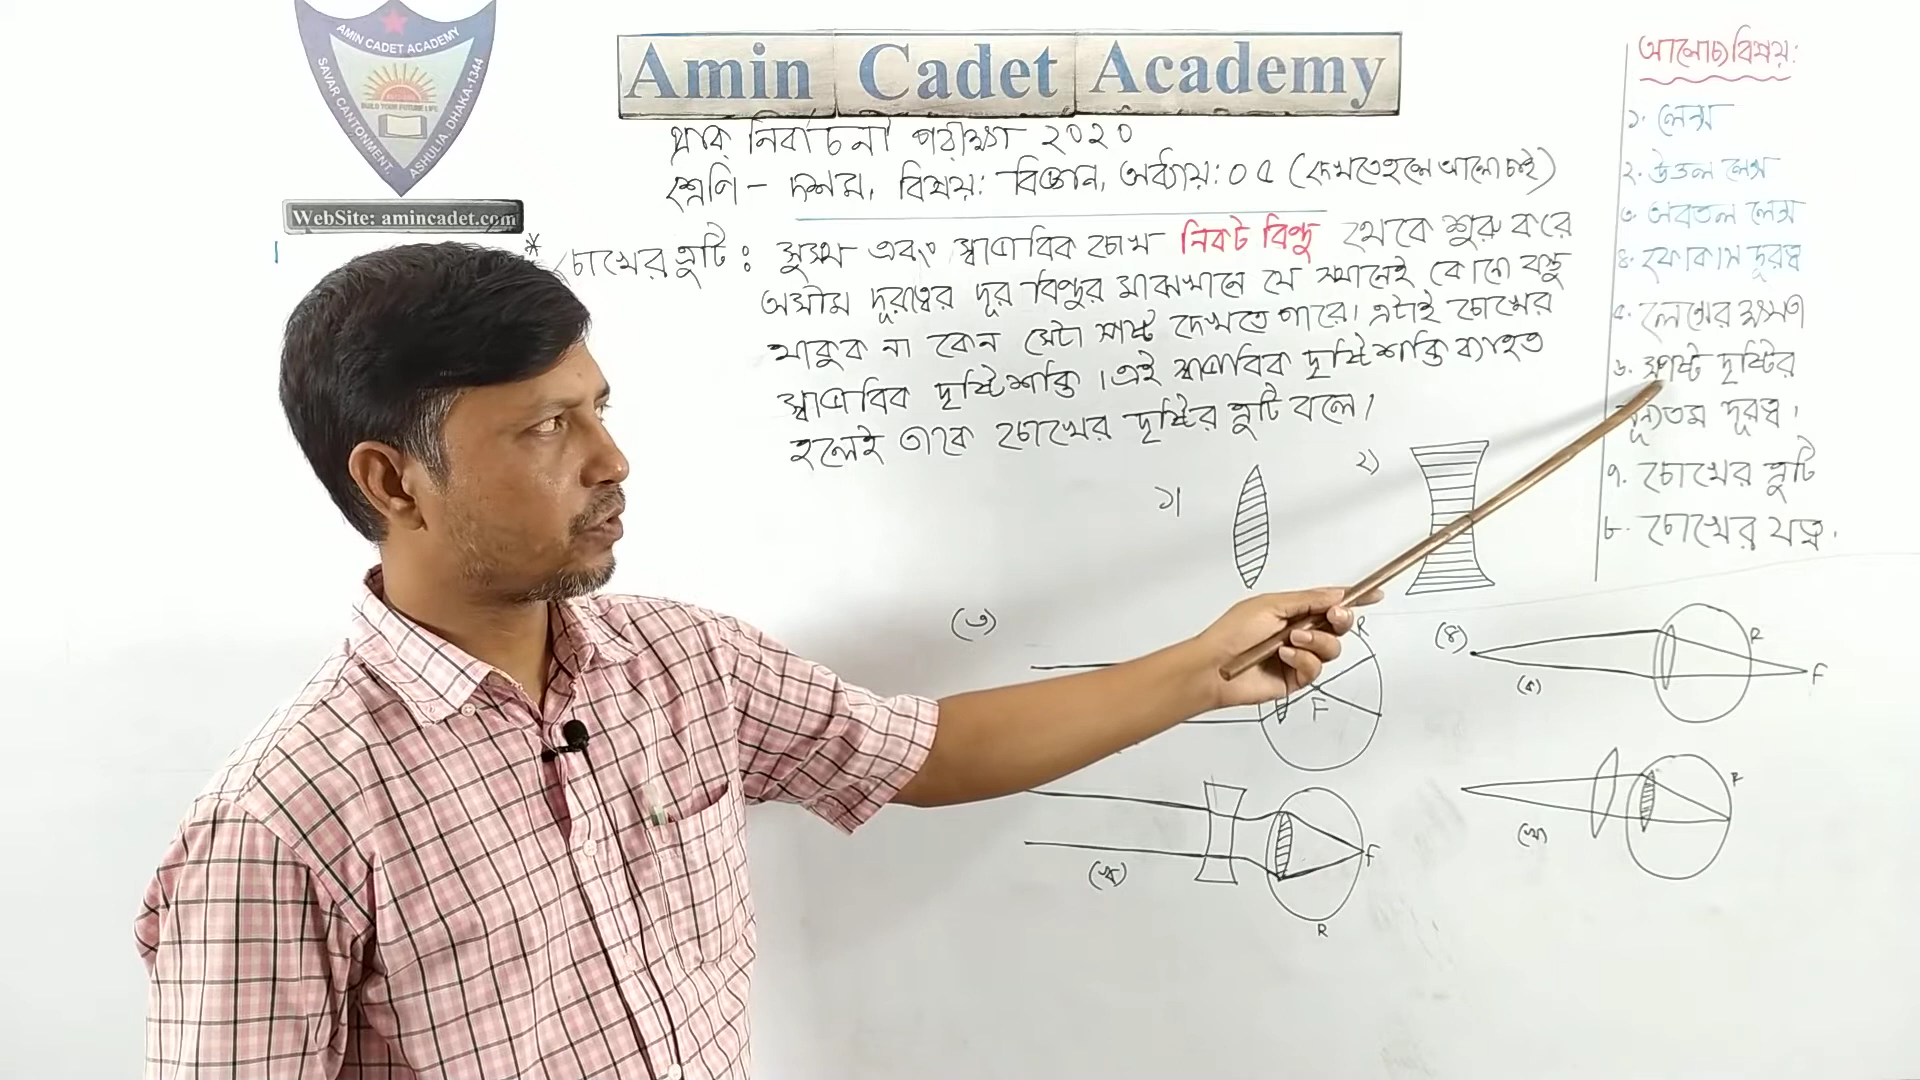 AMIN CADET ACADEMY
SAVAR CANTONMENT, ASHULIA, DHAKA-1344
BUILD YOUR FUTURE LIFE
WebSite: amincadet.com
Amin Cadet Academy
প্রাক্ নির্বাচনী পরীক্ষা ২০২০
শ্রেণি - দশম, বিষয়: বিজ্ঞান, অধ্যায়: ০৫ (দেখতে হলে আলো চাই)
* চোখের ত্রুটি : সুস্থ এবং স্বাভাবিক চোখ নিকট বিন্দু থেকে শুরু করে
অসীম দূরত্বের দূর বিন্দুর মাঝখানে যে স্থানেই কোনো বস্তু
থাকুক না কেন সেটা স্পষ্ট দেখতে পারে। এটাই চোখের
স্বাভাবিক দৃষ্টিশক্তি। এই স্বাভাবিক দৃষ্টিশক্তি ব্যাহত
হলেই তাকে চোখের দৃষ্টির ত্রুটি বলে।
আলোচ্য বিষয়:
১. লেন্স
২. উত্তল লেন্স
৩. অবতল লেন্স
৪. ফোকাস দূরত্ব
৫. লেন্সের ক্ষমতা
৬. স্পষ্ট দৃষ্টির
ন্যূনতম দূরত্ব।
৭. চোখের ত্রুটি
৮. চোখের যত্ন.
১।
২)
(৩)
R
F
(খ)
F
R
(৪)
R
F
(ক)
R
(খ)